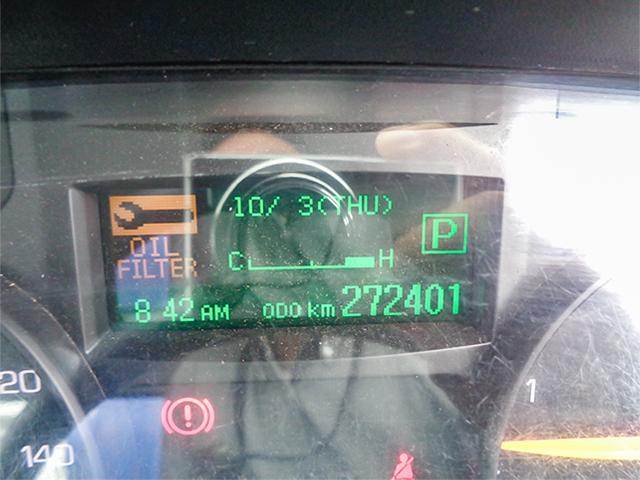 10/ 3(THU)
P
OIL
FILTER
C H
8:42 AM ODO km 272401
20
140
1